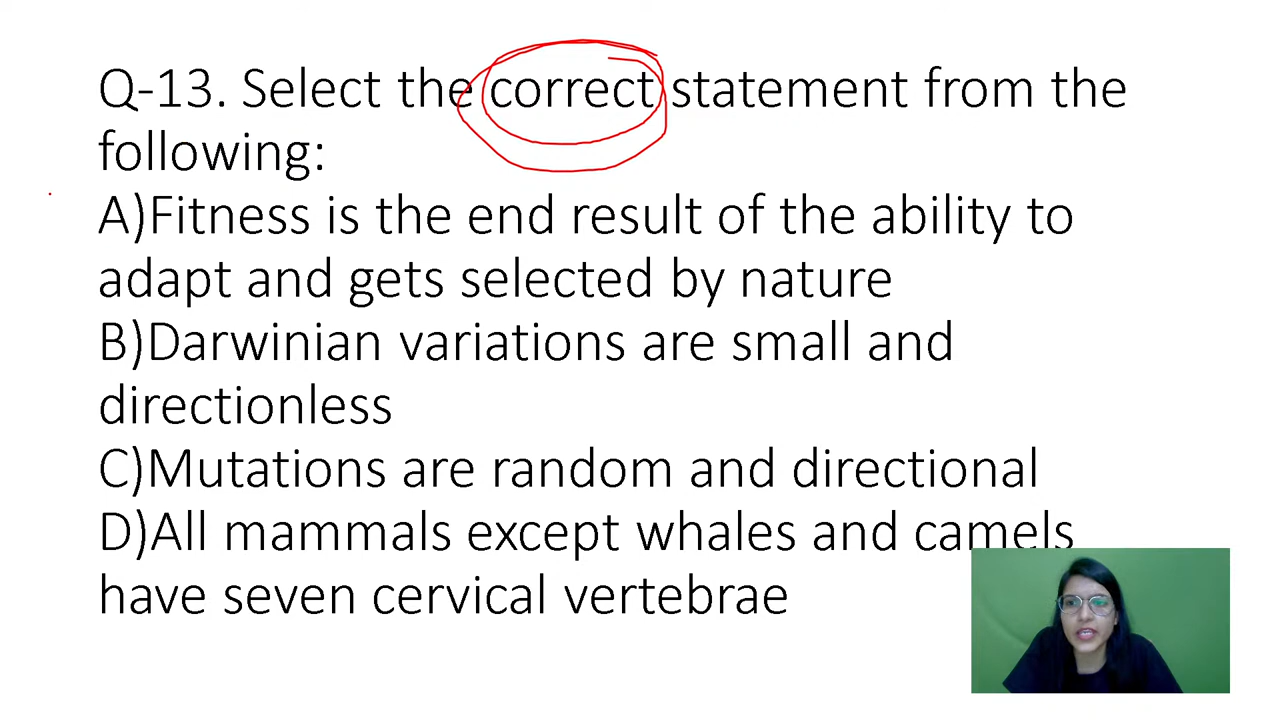 Q-13. Select the correct statement from the
following:
A)Fitness is the end result of the ability to
adapt and gets selected by nature
B)Darwinian variations are small and
directionless
C)Mutations are random and directional
D)All mammals except whales and camels
have seven cervical vertebrae